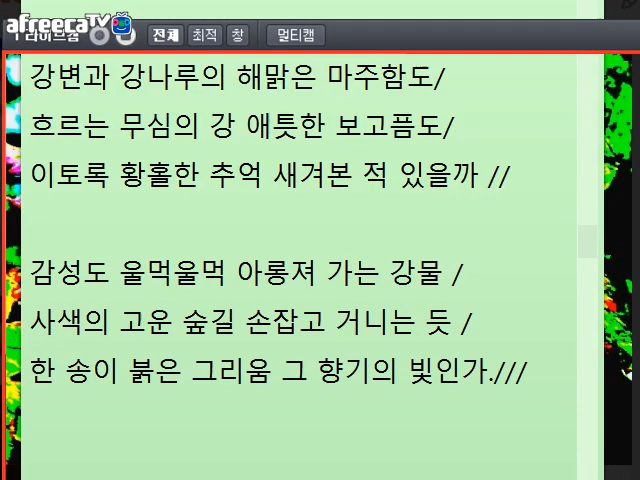 afreecaTV
전체 최적 창 멀티캠
강변과 강나루의 해맑은 마주함도/
흐르는 무심의 강 애틋한 보고픔도/
이토록 황홀한 추억 새겨본 적 있을까 //
감성도 울먹울먹 아롱져 가는 강물 /
사색의 고운 숲길 손잡고 거니는 듯 /
한 송이 붉은 그리움 그 향기의 빛인가.///